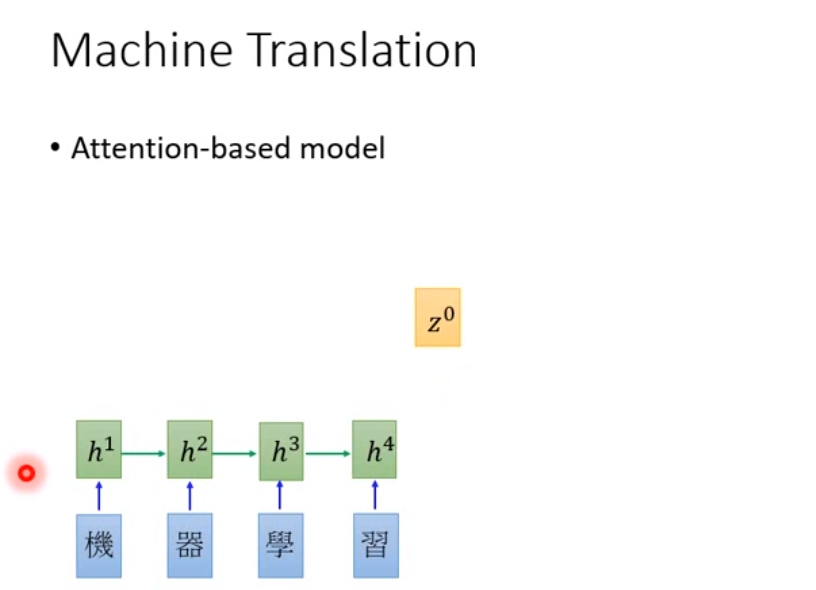 Machine Translation
• Attention-based model
z⁰
h¹ h² h³ h⁴
機 器 學 習